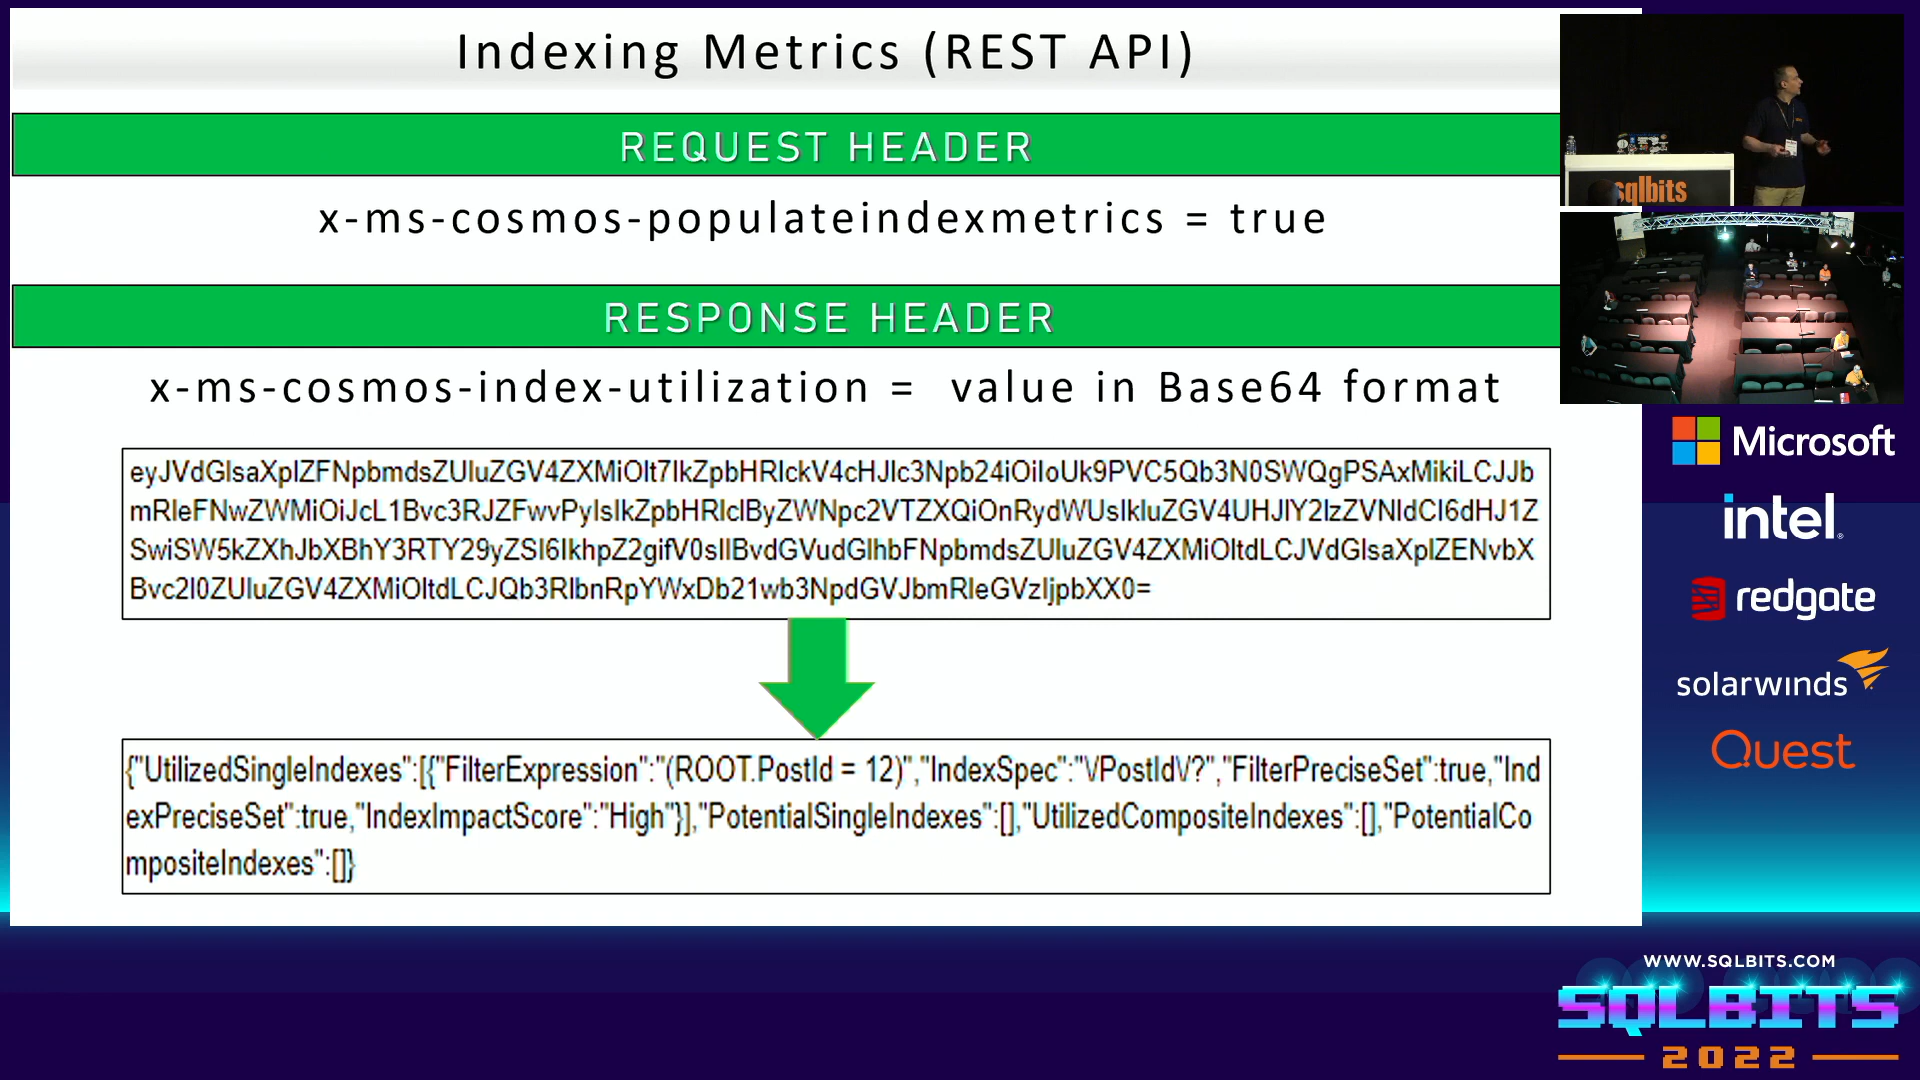 Indexing Metrics (REST API)
REQUEST HEADER
x-ms-cosmos-populateindexmetrics = true
RESPONSE HEADER
x-ms-cosmos-index-utilization = value in Base64 format
eyJVdGlsaXplZFNpbmdsZUluZGV4ZXMiOlt7IkZpbHRlckV4cHJlc3Npb24iOiIoUk9PVC5Qb3N0SWQgPSAxMikiLCJJb
mRleFNwZWMiOiJcL1Bvc3RJZFwvPyIsIkZpbHRlclByZWNpc2VTZXQiOnRydWUsIkluZGV4UHJlY2lzZVNldCI6dHJ1Z
SwiSW5kZXhJbXBhY3RTY29yZSI6IkhpZ2gifV0sIlBvdGVudGlhbFNpbmdsZUluZGV4ZXMiOltdLCJVdGlsaXplZENvbX
Bvc2l0ZUluZGV4ZXMiOltdLCJQb3RlbnRpYWxDb21wb3NpdGVJbmRleGVzIjpbXX0=
{"UtilizedSingleIndexes":[{"FilterExpression":"(ROOT.PostId = 12)","IndexSpec":"\/PostId\/?","FilterPreciseSet":true,"Ind
exPreciseSet":true,"IndexImpactScore":"High"}],"PotentialSingleIndexes":[],"UtilizedCompositeIndexes":[],"PotentialCo
mpositeIndexes":[]}
sqlbits
Microsoft
intel.
redgate
solarwinds
Quest
WWW.SQLBITS.COM
SQLBITS
2022